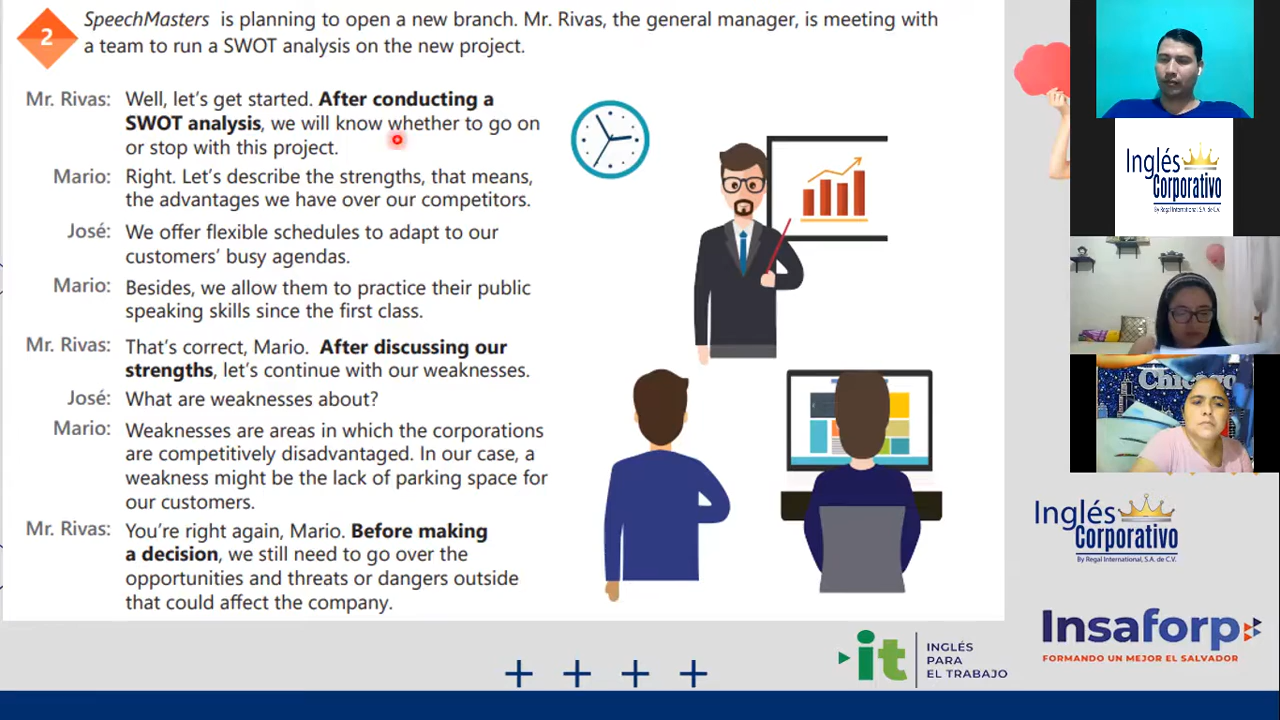 2
SpeechMasters is planning to open a new branch. Mr. Rivas, the general manager, is meeting with
a team to run a SWOT analysis on the new project.
Mr. Rivas: Well, let's get started. After conducting a
SWOT analysis, we will know whether to go on
or stop with this project.
Mario: Right. Let's describe the strengths, that means,
the advantages we have over our competitors.
José: We offer flexible schedules to adapt to our
customers' busy agendas.
Mario: Besides, we allow them to practice their public
speaking skills since the first class.
Mr. Rivas: That's correct, Mario. After discussing our
strengths, let's continue with our weaknesses.
José: What are weaknesses about?
Mario: Weaknesses are areas in which the corporations
are competitively disadvantaged. In our case, a
weakness might be the lack of parking space for
our customers.
Mr. Rivas: You're right again, Mario. Before making
a decision, we still need to go over the
opportunities and threats or dangers outside
that could affect the company.
Inglés
Corporativo
By Regal International, S.A. de C.V.
Chicago
Inglés
Corporativo
By Regal International, S.A. de C.V.
Insaforp
FORMANDO UN MEJOR EL SALVADOR
it
INGLÉS
PARA
EL TRABAJO